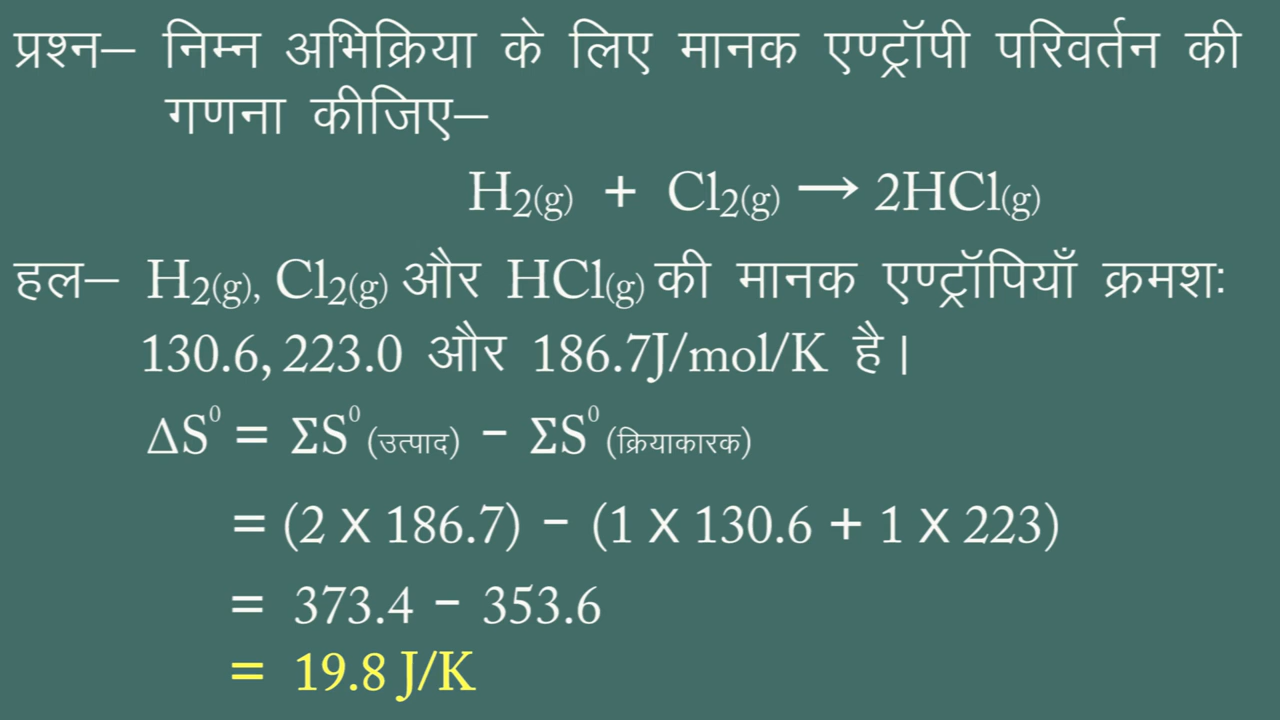 प्रश्न– निम्न अभिक्रिया के लिए मानक एण्ट्रॉपी परिवर्तन की
गणना कीजिए–
H₂(g) + Cl₂(g) → 2HCl(g)
हल– H₂(g), Cl₂(g) और HCl(g) की मानक एण्ट्रॉपियाँ क्रमशः
130.6, 223.0 और 186.7J/mol/K है।
ΔS⁰ = ΣS⁰(उत्पाद) – ΣS⁰(क्रियाकारक)
= (2 X 186.7) – (1 X 130.6 + 1 X 223)
= 373.4 – 353.6
= 19.8 J/K